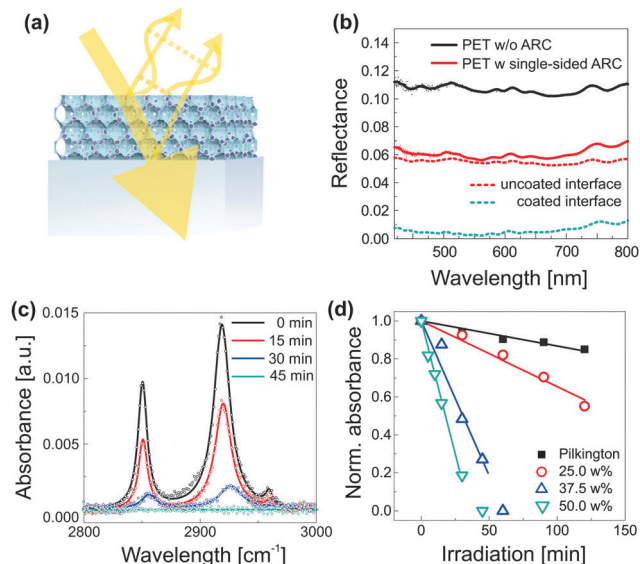 (a)
(b)
0.14
0.12
0.10
0.08
0.06
0.04
0.02
0.00
Reflectance
PET w/o ARC
PET w single-sided ARC
uncoated interface
coated interface
500
600
700
800
Wavelength [nm]
(c)
0.015
0.010
0.005
0.000
Absorbance [a.u.]
0 min
15 min
30 min
45 min
2800
2900
3000
Wavelength [cm⁻¹]
(d)
1.0
0.8
0.6
0.4
0.2
0.0
Norm. absorbance
Pilkington
25.0 w%
37.5 w%
50.0 w%
0
50
100
150
Irradiation [min]